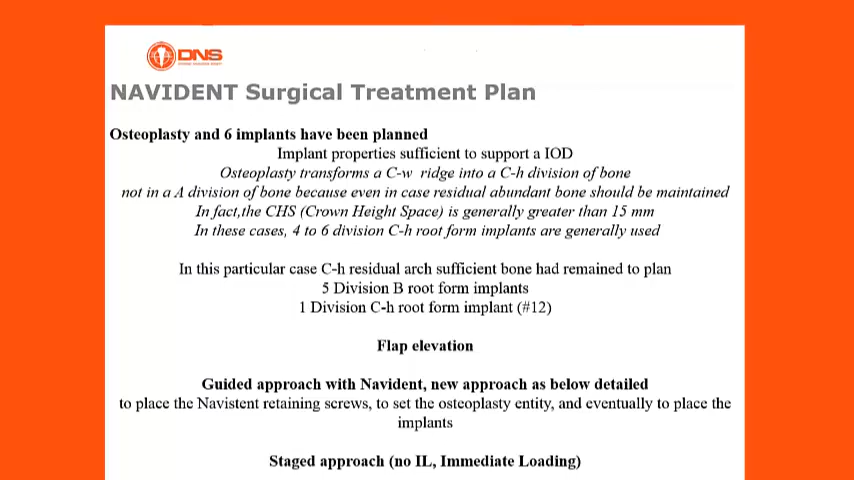 DNS
NAVIDENT Surgical Treatment Plan
Osteoplasty and 6 implants have been planned
Implant properties sufficient to support a IOD
Osteoplasty transforms a C-w ridge into a C-h division of bone
not in a A division of bone because even in case residual abundant bone should be maintained
In fact,the CHS (Crown Height Space) is generally greater than 15 mm
In these cases, 4 to 6 division C-h root form implants are generally used
In this particular case C-h residual arch sufficient bone had remained to plan
5 Division B root form implants
1 Division C-h root form implant (#12)
Flap elevation
Guided approach with Navident, new approach as below detailed
to place the Navistent retaining screws, to set the osteoplasty entity, and eventually to place the
implants
Staged approach (no IL, Immediate Loading)